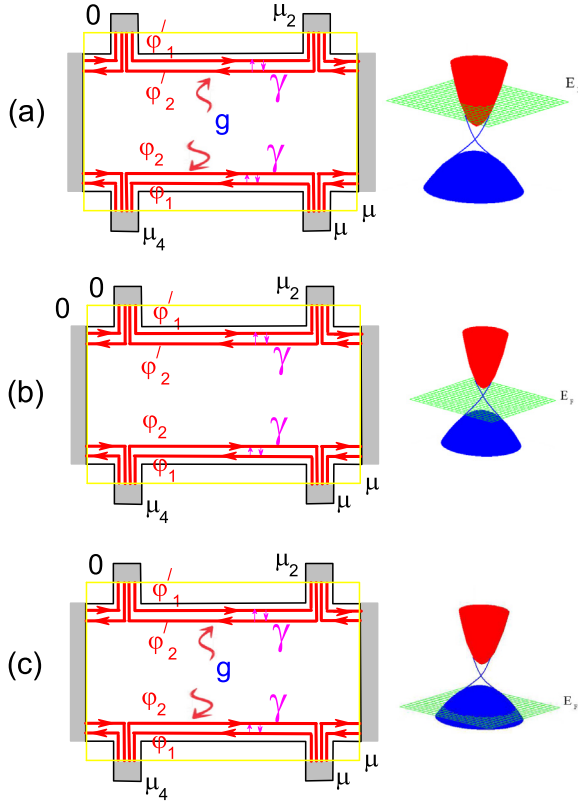 0 μ2
φ/1
(a) φ/2 γ E F
g
φ2 γ
φ1 μ
μ4 μ
0 0 μ2
φ/1
(b) φ/2 γ E F
φ2 γ
φ1 μ
μ4 μ
0 μ2
φ/1
φ/2 γ
(c) g E F
φ2 γ
φ1 μ
μ4 μ